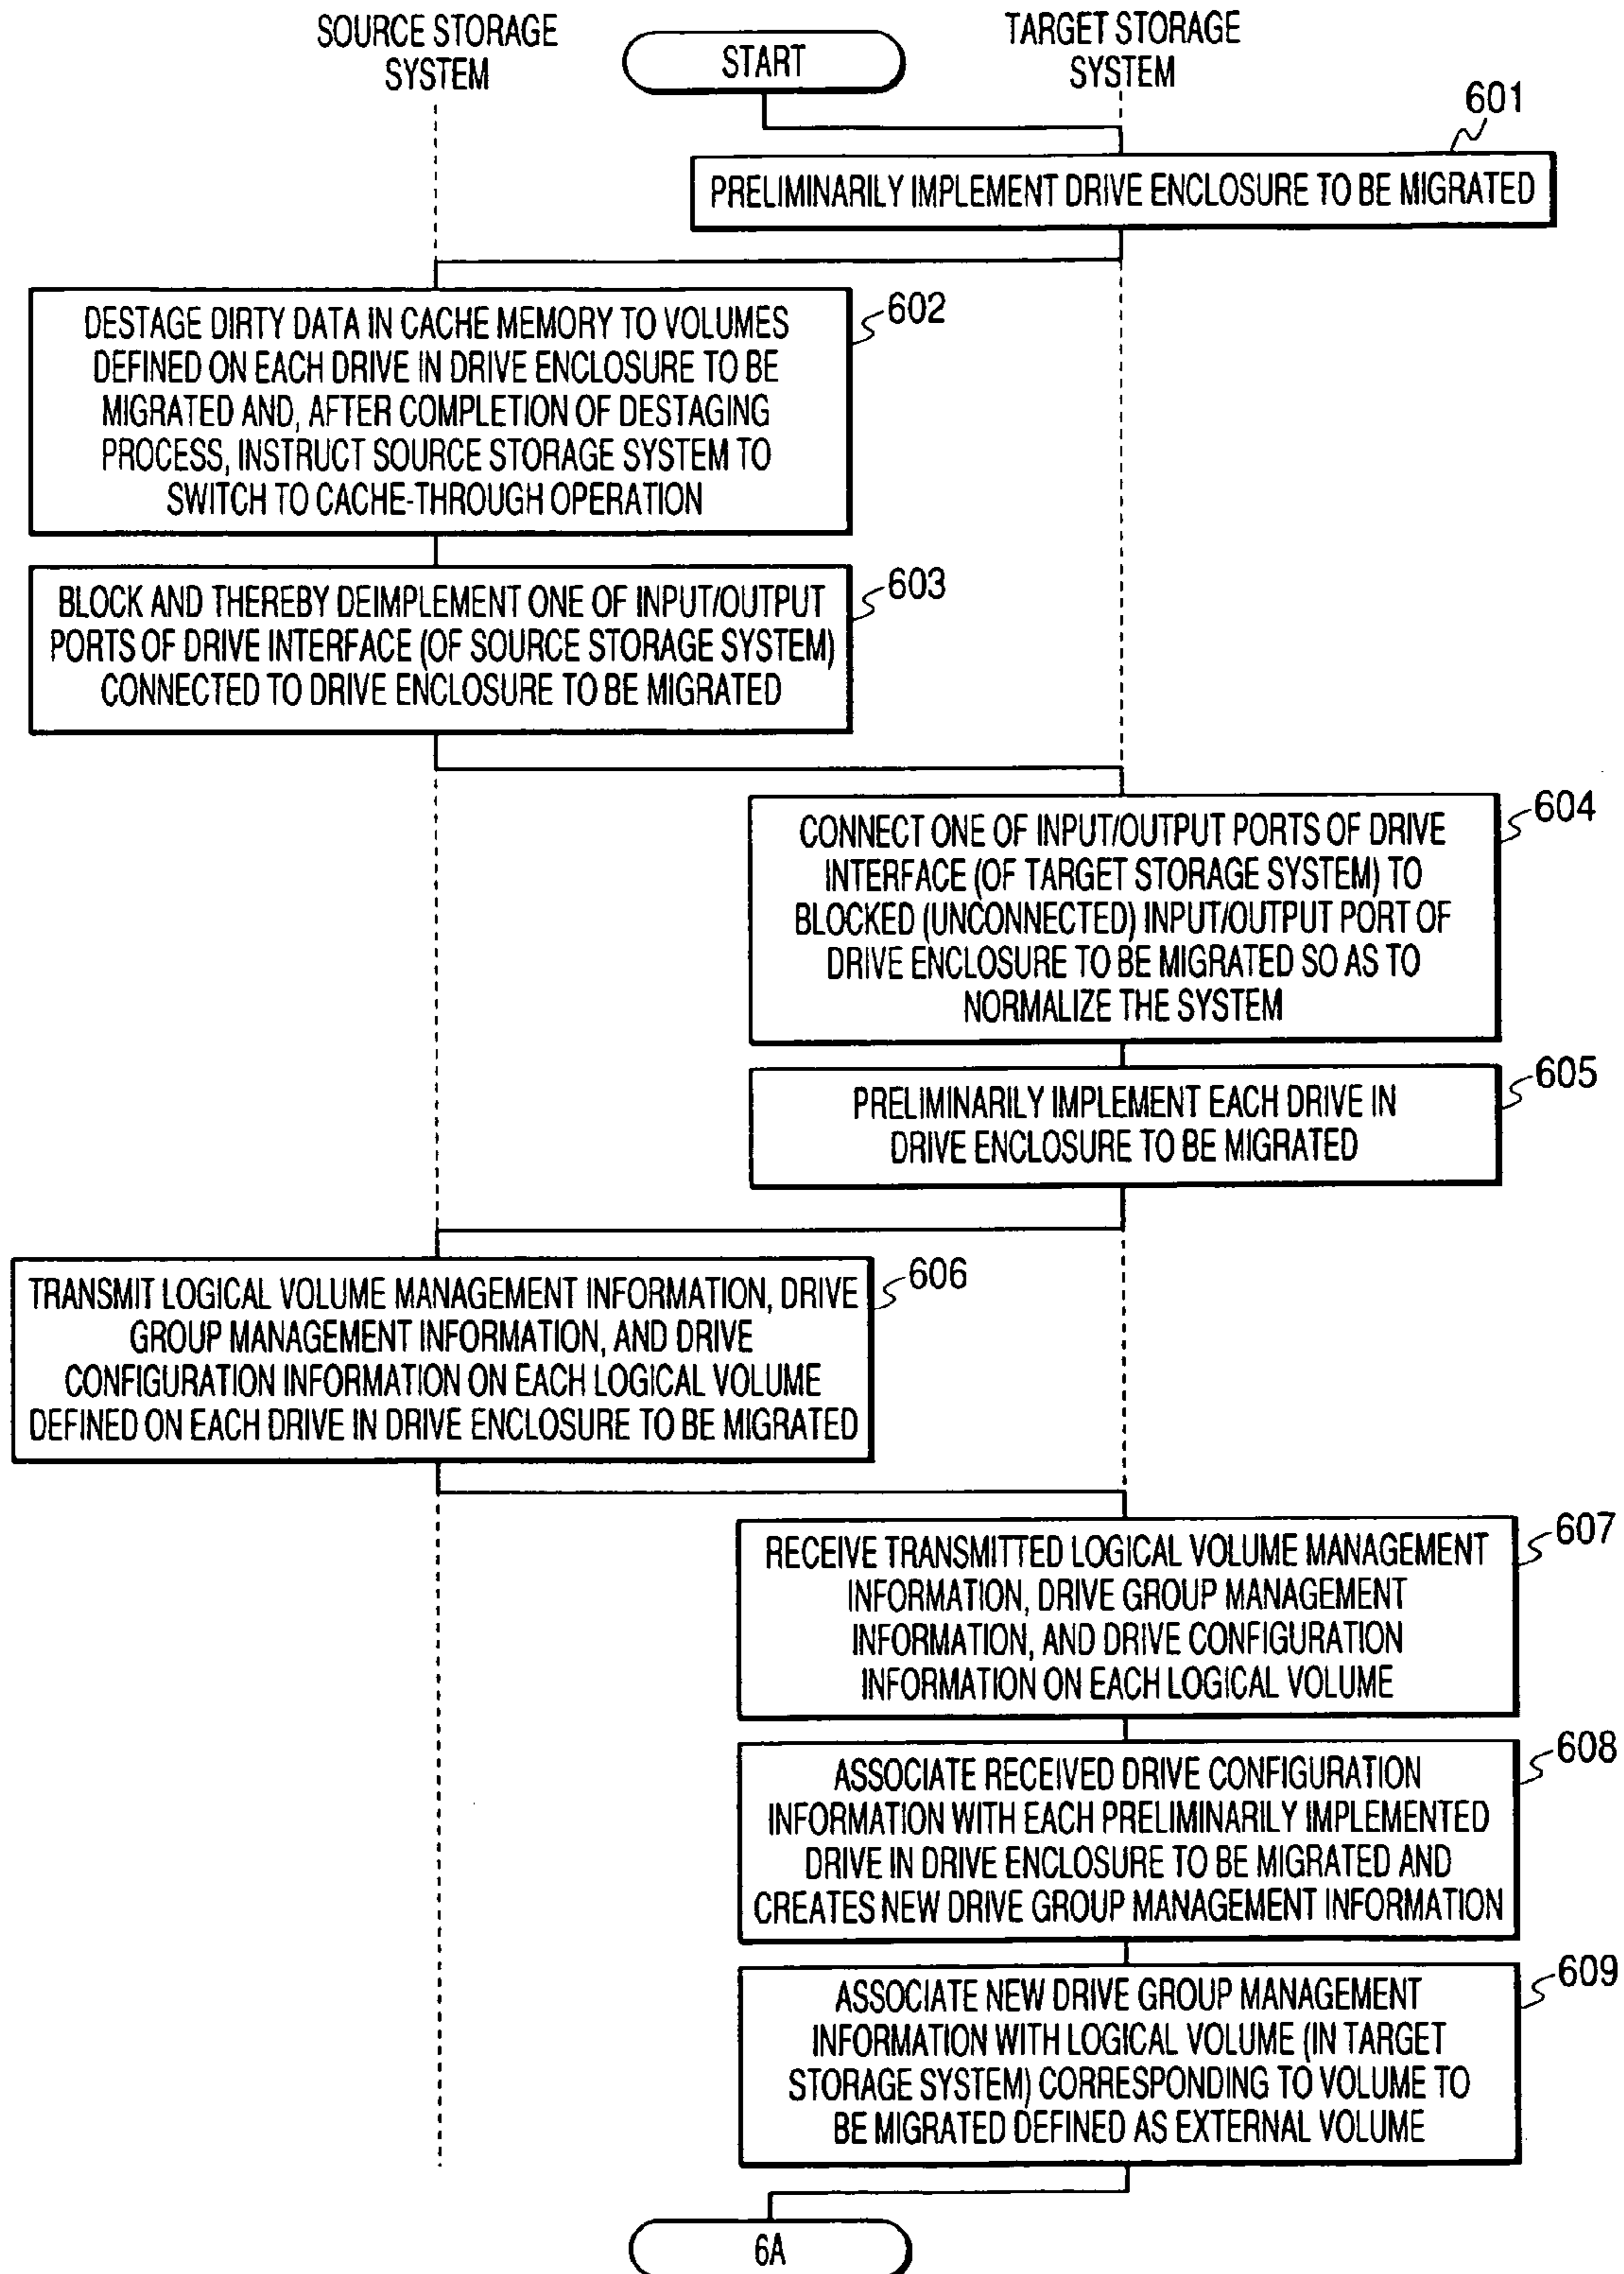 SOURCE STORAGE
SYSTEM
START
TARGET STORAGE
SYSTEM
601
PRELIMINARILY IMPLEMENT DRIVE ENCLOSURE TO BE MIGRATED
602
DESTAGE DIRTY DATA IN CACHE MEMORY TO VOLUMES
DEFINED ON EACH DRIVE IN DRIVE ENCLOSURE TO BE
MIGRATED AND, AFTER COMPLETION OF DESTAGING
PROCESS, INSTRUCT SOURCE STORAGE SYSTEM TO
SWITCH TO CACHE-THROUGH OPERATION
603
BLOCK AND THEREBY DEIMPLEMENT ONE OF INPUT/OUTPUT
PORTS OF DRIVE INTERFACE (OF SOURCE STORAGE SYSTEM)
CONNECTED TO DRIVE ENCLOSURE TO BE MIGRATED
604
CONNECT ONE OF INPUT/OUTPUT PORTS OF DRIVE
INTERFACE (OF TARGET STORAGE SYSTEM) TO
BLOCKED (UNCONNECTED) INPUT/OUTPUT PORT OF
DRIVE ENCLOSURE TO BE MIGRATED SO AS TO
NORMALIZE THE SYSTEM
605
PRELIMINARILY IMPLEMENT EACH DRIVE IN
DRIVE ENCLOSURE TO BE MIGRATED
606
TRANSMIT LOGICAL VOLUME MANAGEMENT INFORMATION, DRIVE
GROUP MANAGEMENT INFORMATION, AND DRIVE
CONFIGURATION INFORMATION ON EACH LOGICAL VOLUME
DEFINED ON EACH DRIVE IN DRIVE ENCLOSURE TO BE MIGRATED
607
RECEIVE TRANSMITTED LOGICAL VOLUME MANAGEMENT
INFORMATION, DRIVE GROUP MANAGEMENT
INFORMATION, AND DRIVE CONFIGURATION
INFORMATION ON EACH LOGICAL VOLUME
608
ASSOCIATE RECEIVED DRIVE CONFIGURATION
INFORMATION WITH EACH PRELIMINARILY IMPLEMENTED
DRIVE IN DRIVE ENCLOSURE TO BE MIGRATED AND
CREATES NEW DRIVE GROUP MANAGEMENT INFORMATION
609
ASSOCIATE NEW DRIVE GROUP MANAGEMENT
INFORMATION WITH LOGICAL VOLUME (IN TARGET
STORAGE SYSTEM) CORRESPONDING TO VOLUME TO
BE MIGRATED DEFINED AS EXTERNAL VOLUME
6A